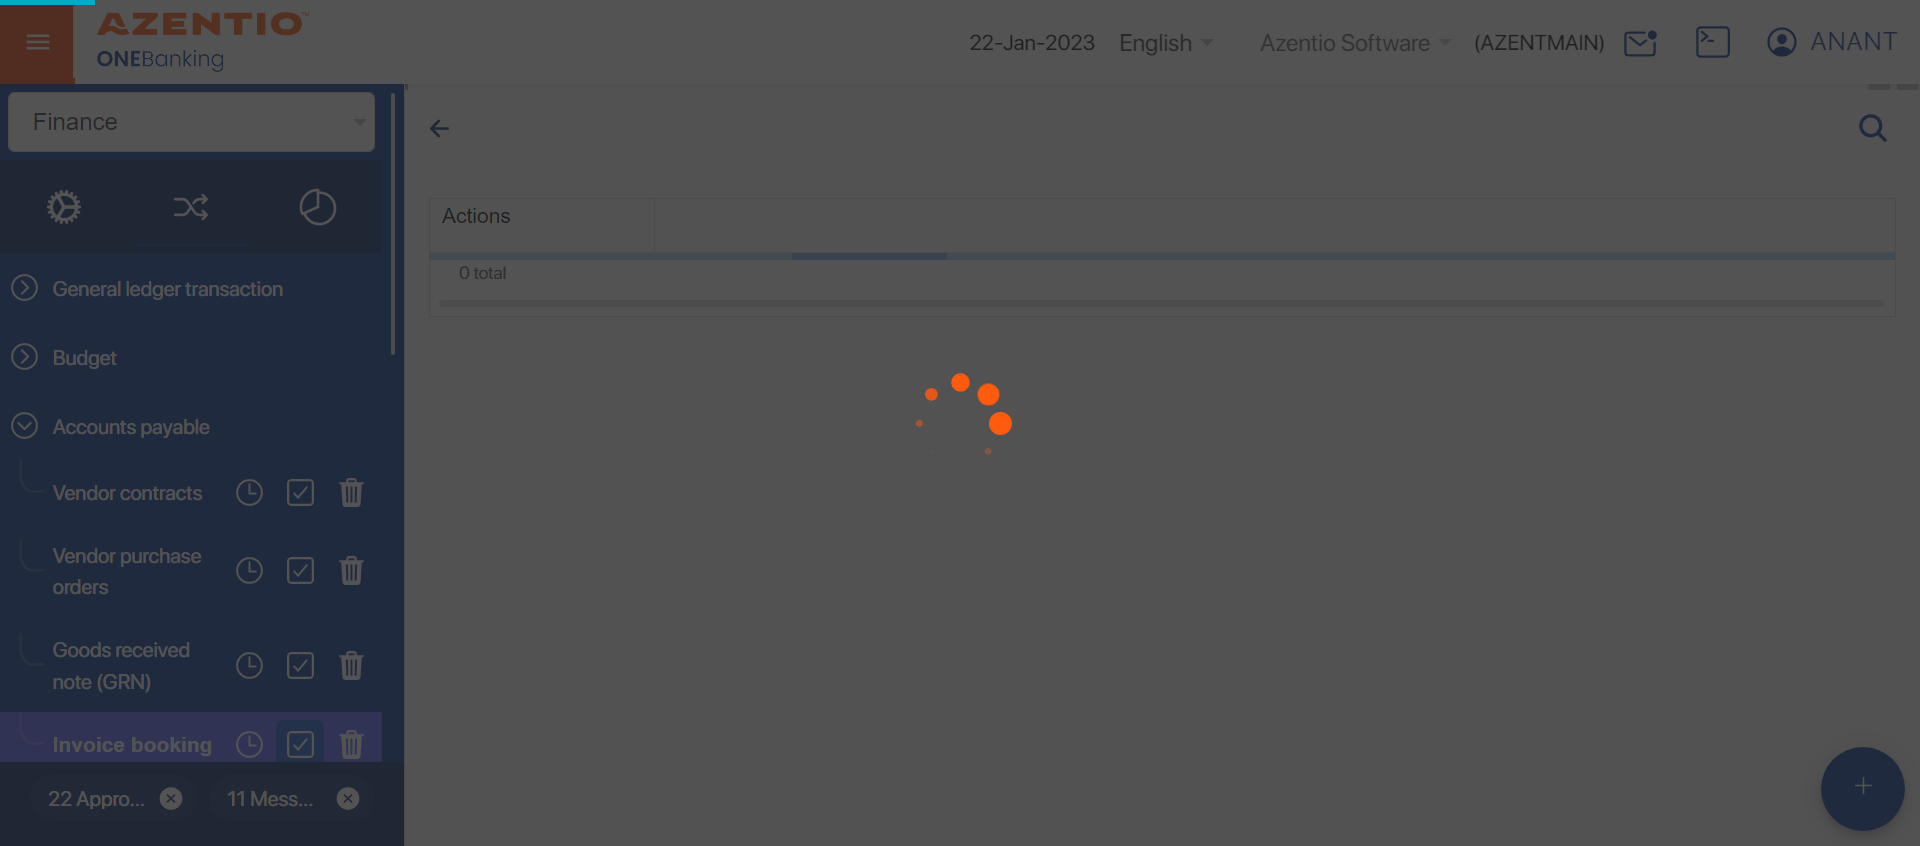 AZENTIO™
ONEBanking
22-Jan-2023 English Azentio Software (AZENTMAIN) ANANT
Finance
Actions
0 total
General ledger transaction
Budget
Accounts payable
Vendor contracts
Vendor purchase
orders
Goods received
note (GRN)
Invoice booking
22 Appro...
11 Mess...